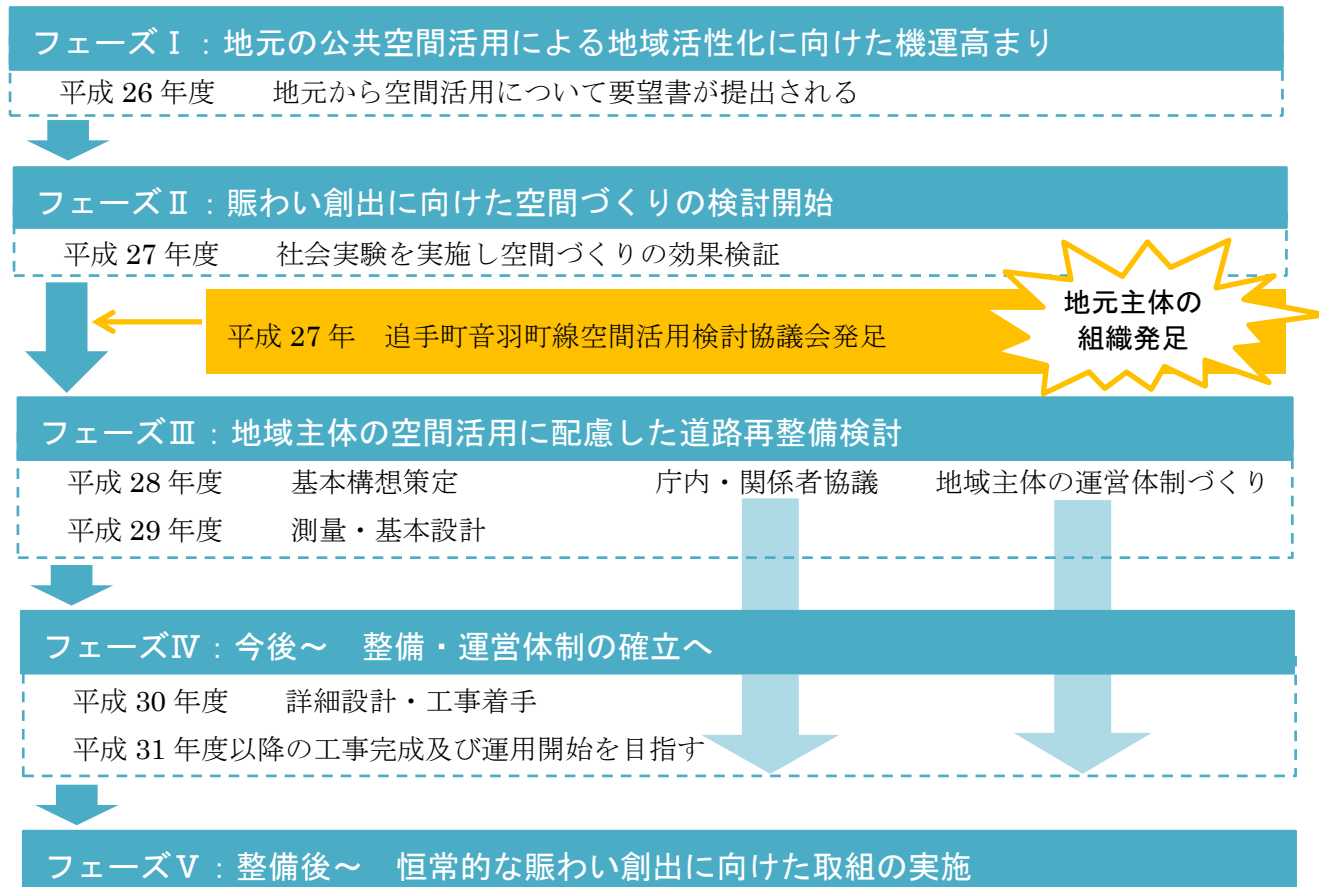 フェーズⅠ：地元の公共空間活用による地域活性化に向けた機運高まり
平成 26 年度　　地元から空間活用について要望書が提出される
フェーズⅡ：賑わい創出に向けた空間づくりの検討開始
平成 27 年度　　社会実験を実施し空間づくりの効果検証
平成 27 年　追手町音羽町線空間活用検討協議会発足
地元主体の
組織発足
フェーズⅢ：地域主体の空間活用に配慮した道路再整備検討
平成 28 年度　　基本構想策定　　庁内・関係者協議　　地域主体の運営体制づくり
平成 29 年度　　測量・基本設計
フェーズⅣ：今後～　整備・運営体制の確立へ
平成 30 年度　　詳細設計・工事着手
平成 31 年度以降の工事完成及び運用開始を目指す
フェーズⅤ：整備後～　恒常的な賑わい創出に向けた取組の実施